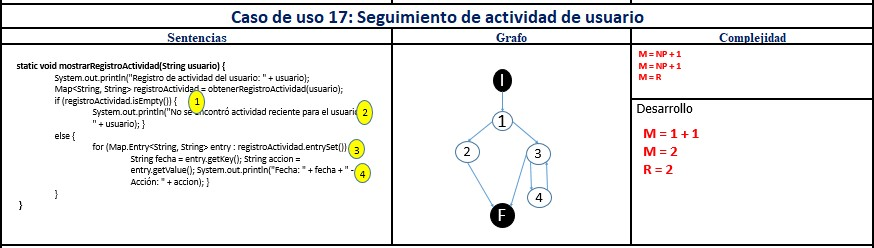 Caso de uso 17: Seguimiento de actividad de usuario
Sentencias
Grafo
Complejidad
static void mostrarRegistroActividad(String usuario) {
System.out.println("Registro de actividad del usuario: " + usuario);
Map<String, String> registroActividad = obtenerRegistroActividad(usuario);
if (registroActividad.isEmpty()) { 1
System.out.println("No se encontró actividad reciente para el usuario 2
" + usuario); }
else {
for (Map.Entry<String, String> entry : registroActividad.entrySet()) 3
String fecha = entry.getKey(); String accion =
entry.getValue(); System.out.println("Fecha: " + fecha + " - 4
Acción: " + accion); }
}
}
I
1
2
3
4
F
M = NP + 1
M = NP + 1
M = R
Desarrollo
M = 1 + 1
M = 2
R = 2